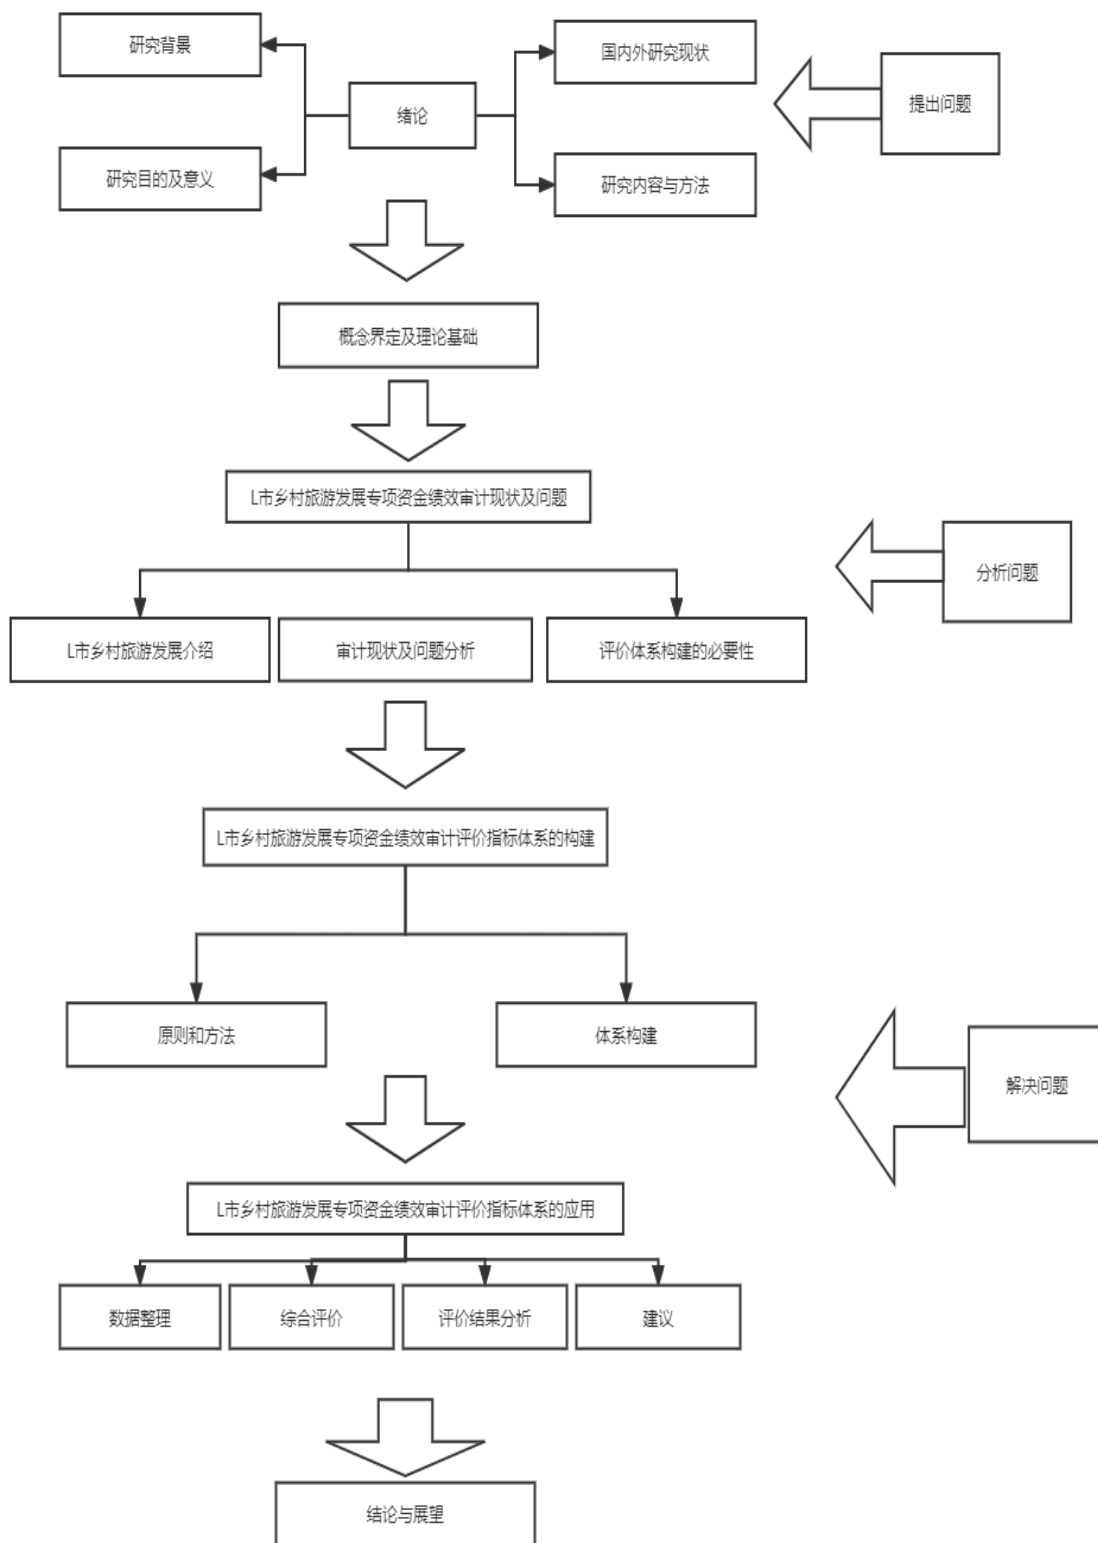 研究背景
国内外研究现状
提出问题
绪论
研究目的及意义
研究内容与方法
概念界定及理论基础
L市乡村旅游发展专项资金绩效审计现状及问题
分析问题
L市乡村旅游发展介绍
审计现状及问题分析
评价体系构建的必要性
L市乡村旅游发展专项资金绩效审计评价指标体系的构建
原则和方法
体系构建
解决问题
L市乡村旅游发展专项资金绩效审计评价指标体系的应用
数据整理
综合评价
评价结果分析
建议
结论与展望